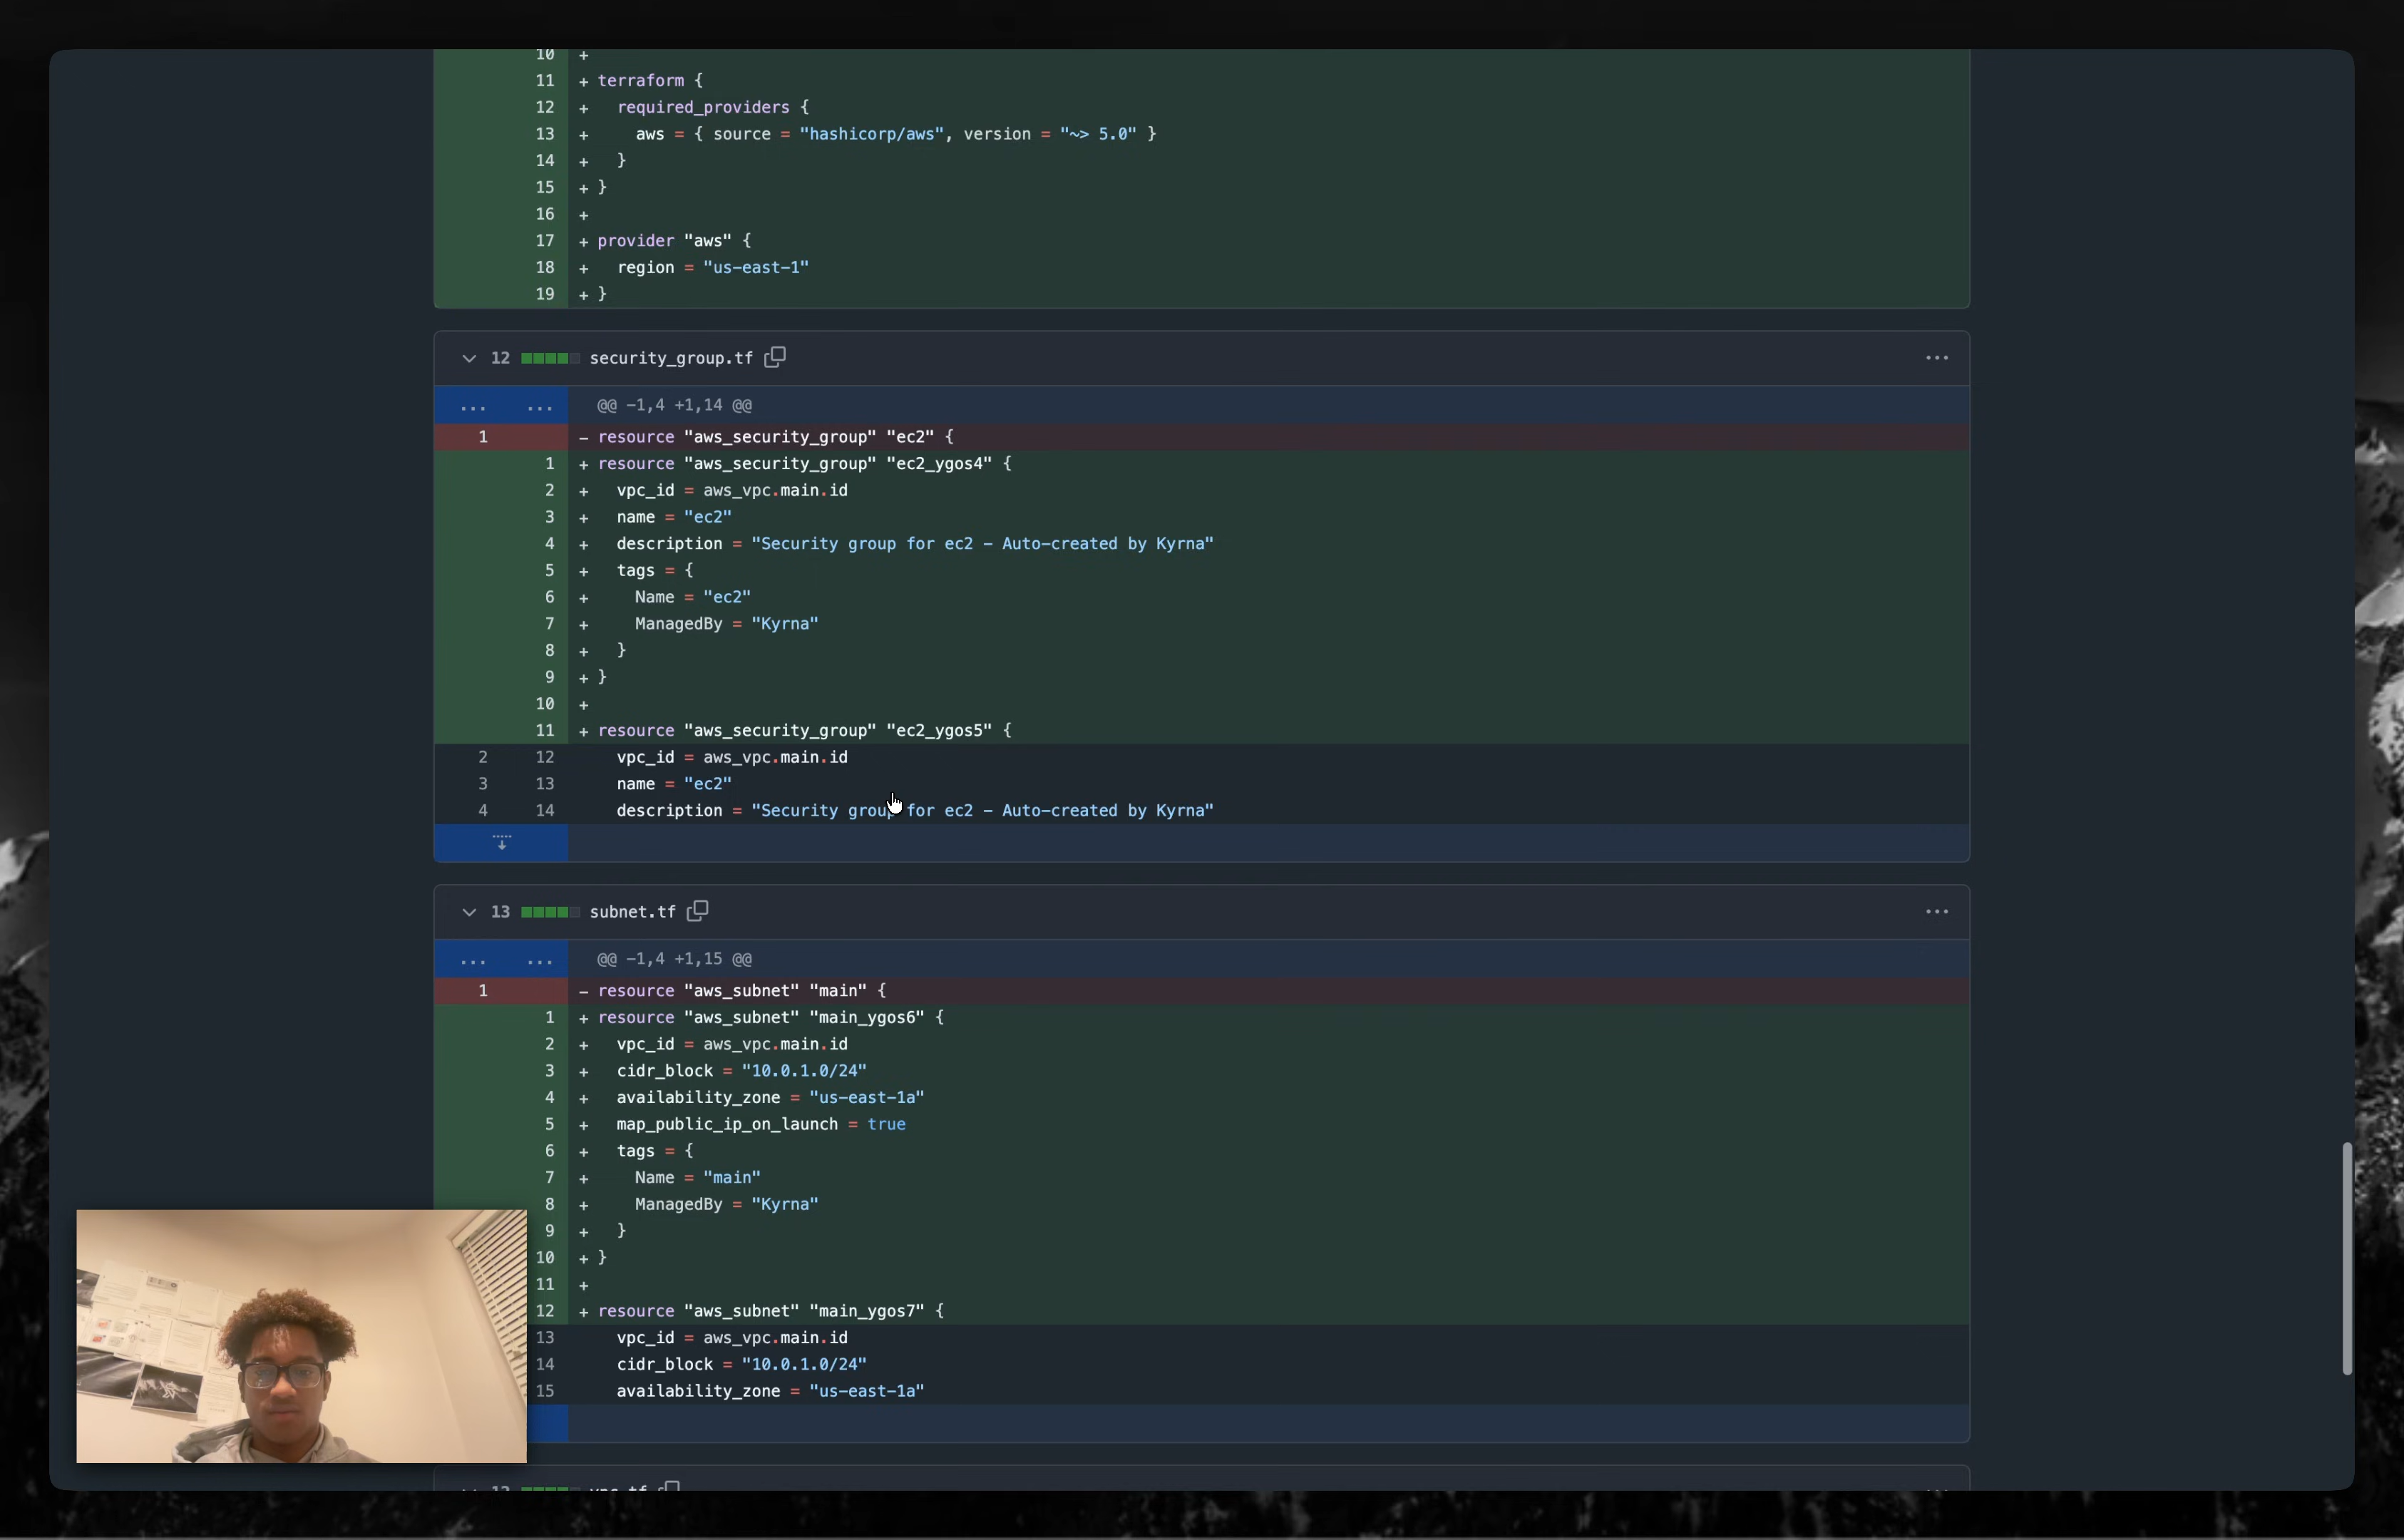 10 +
11 + terraform {
12 + required_providers {
13 + aws = { source = "hashicorp/aws", version = "~> 5.0" }
14 + }
15 + }
16 +
17 + provider "aws" {
18 + region = "us-east-1"
19 + }
12 security_group.tf
... ... @@ -1,4 +1,14 @@
1 - resource "aws_security_group" "ec2" {
1 + resource "aws_security_group" "ec2_ygos4" {
2 + vpc_id = aws_vpc.main.id
3 + name = "ec2"
4 + description = "Security group for ec2 - Auto-created by Kyrna"
5 + tags = {
6 + Name = "ec2"
7 + ManagedBy = "Kyrna"
8 + }
9 + }
10 +
11 + resource "aws_security_group" "ec2_ygos5" {
2 12 vpc_id = aws_vpc.main.id
3 13 name = "ec2"
4 14 description = "Security group for ec2 - Auto-created by Kyrna"
13 subnet.tf
... ... @@ -1,4 +1,15 @@
1 - resource "aws_subnet" "main" {
1 + resource "aws_subnet" "main_ygos6" {
2 + vpc_id = aws_vpc.main.id
3 + cidr_block = "10.0.1.0/24"
4 + availability_zone = "us-east-1a"
5 + map_public_ip_on_launch = true
6 + tags = {
7 + Name = "main"
8 + ManagedBy = "Kyrna"
9 + }
10 + }
11 +
12 + resource "aws_subnet" "main_ygos7" {
13 vpc_id = aws_vpc.main.id
14 cidr_block = "10.0.1.0/24"
15 availability_zone = "us-east-1a"